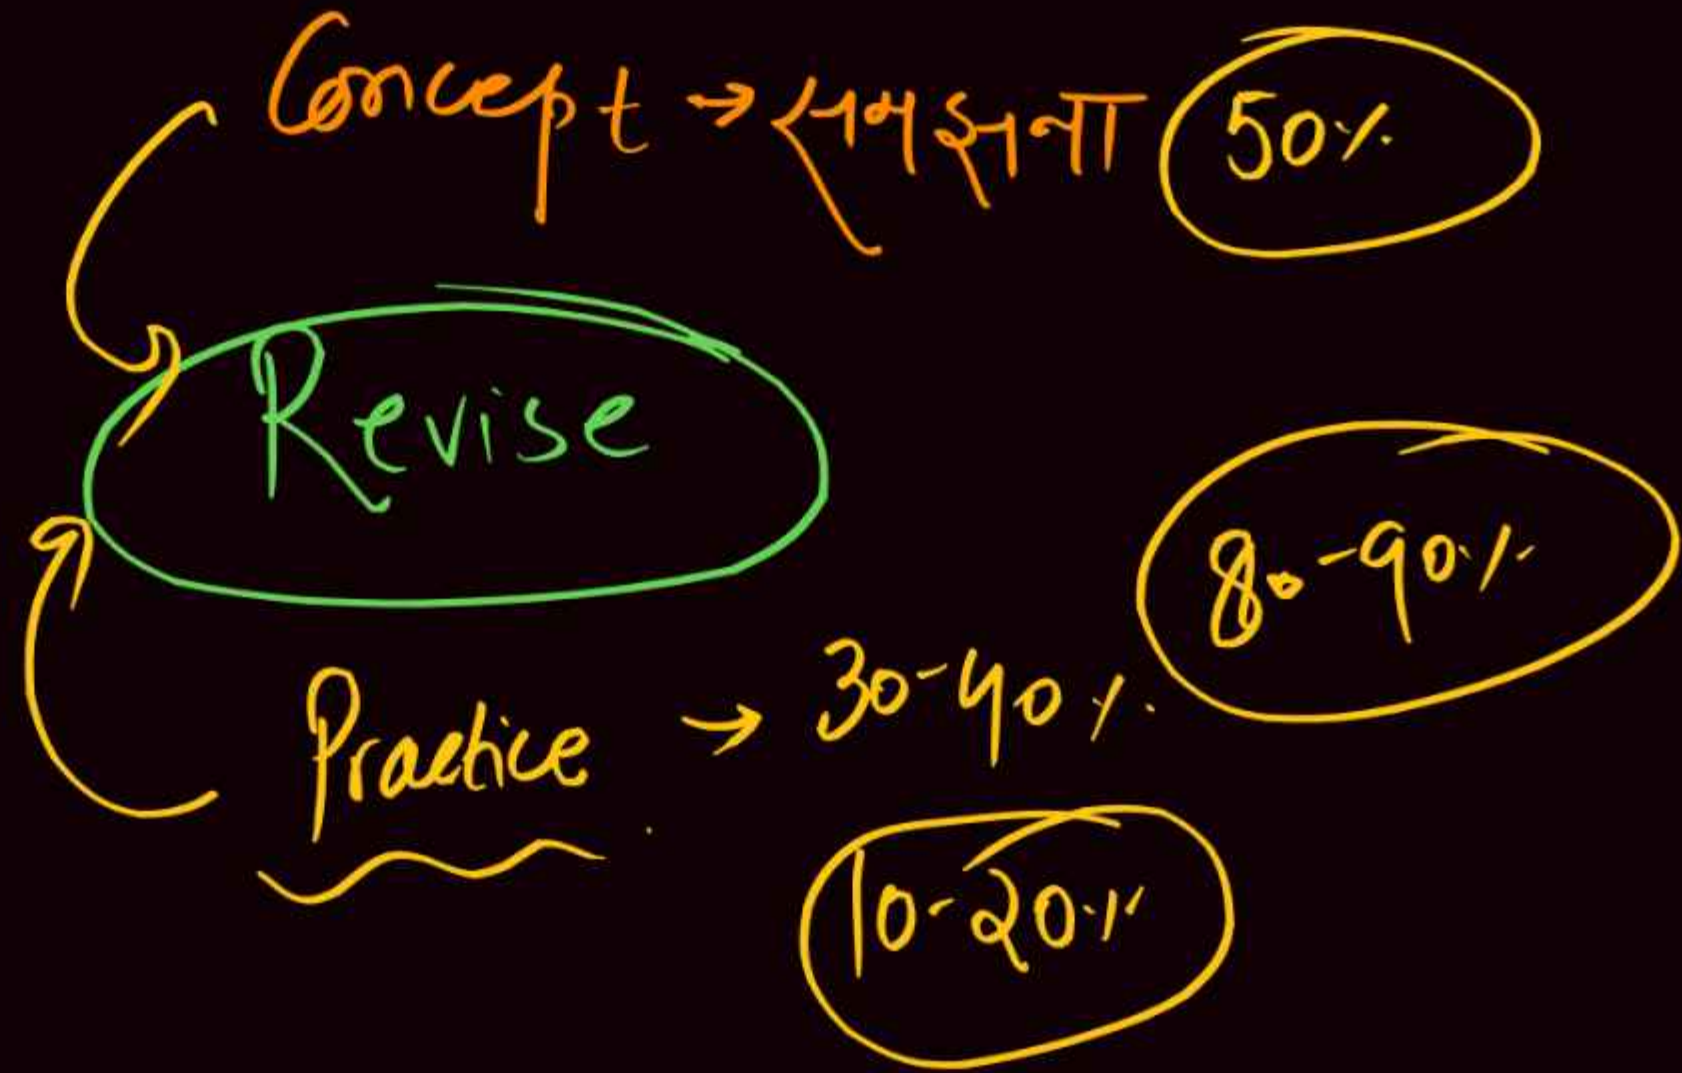 Concept → समझना 50%
Revise
80-90%
Practice → 30-40%
10-20%